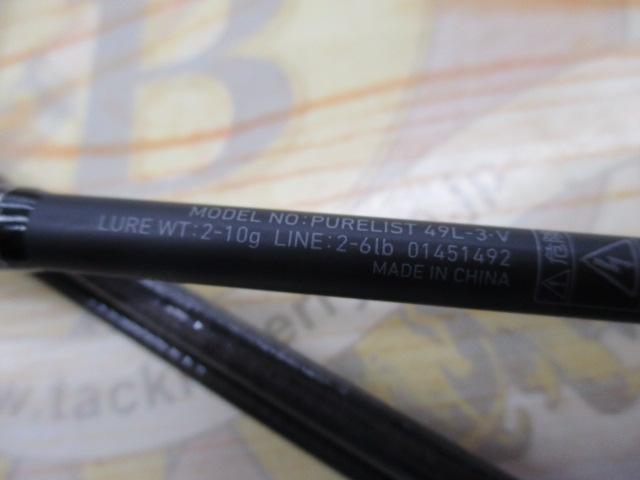 B
MODEL NO:PURELIST 49L-3·V
LURE WT:2-10g LINE:2-6lb 01451492
MADE IN CHINA